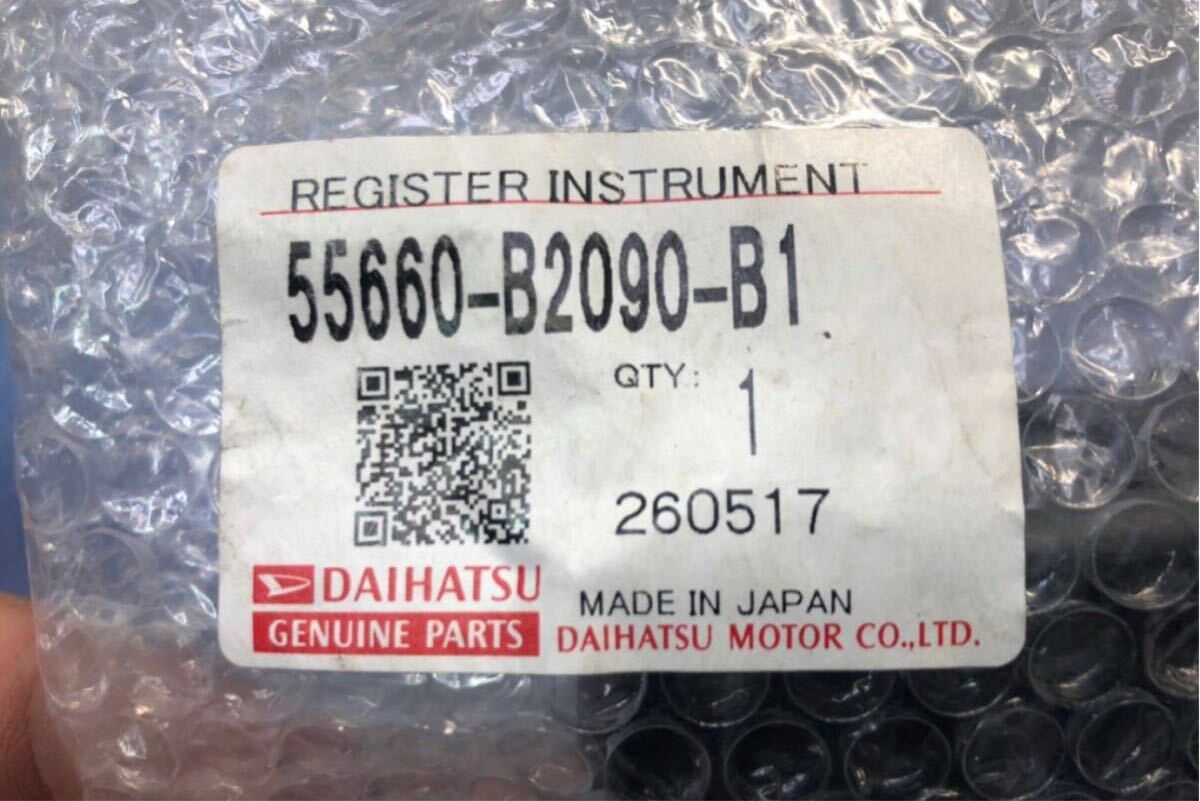 REGISTER INSTRUMENT
55660-B2090-B1
QTY: 1
260517
DAIHATSU
GENUINE PARTS
MADE IN JAPAN
DAIHATSU MOTOR CO.,LTD.